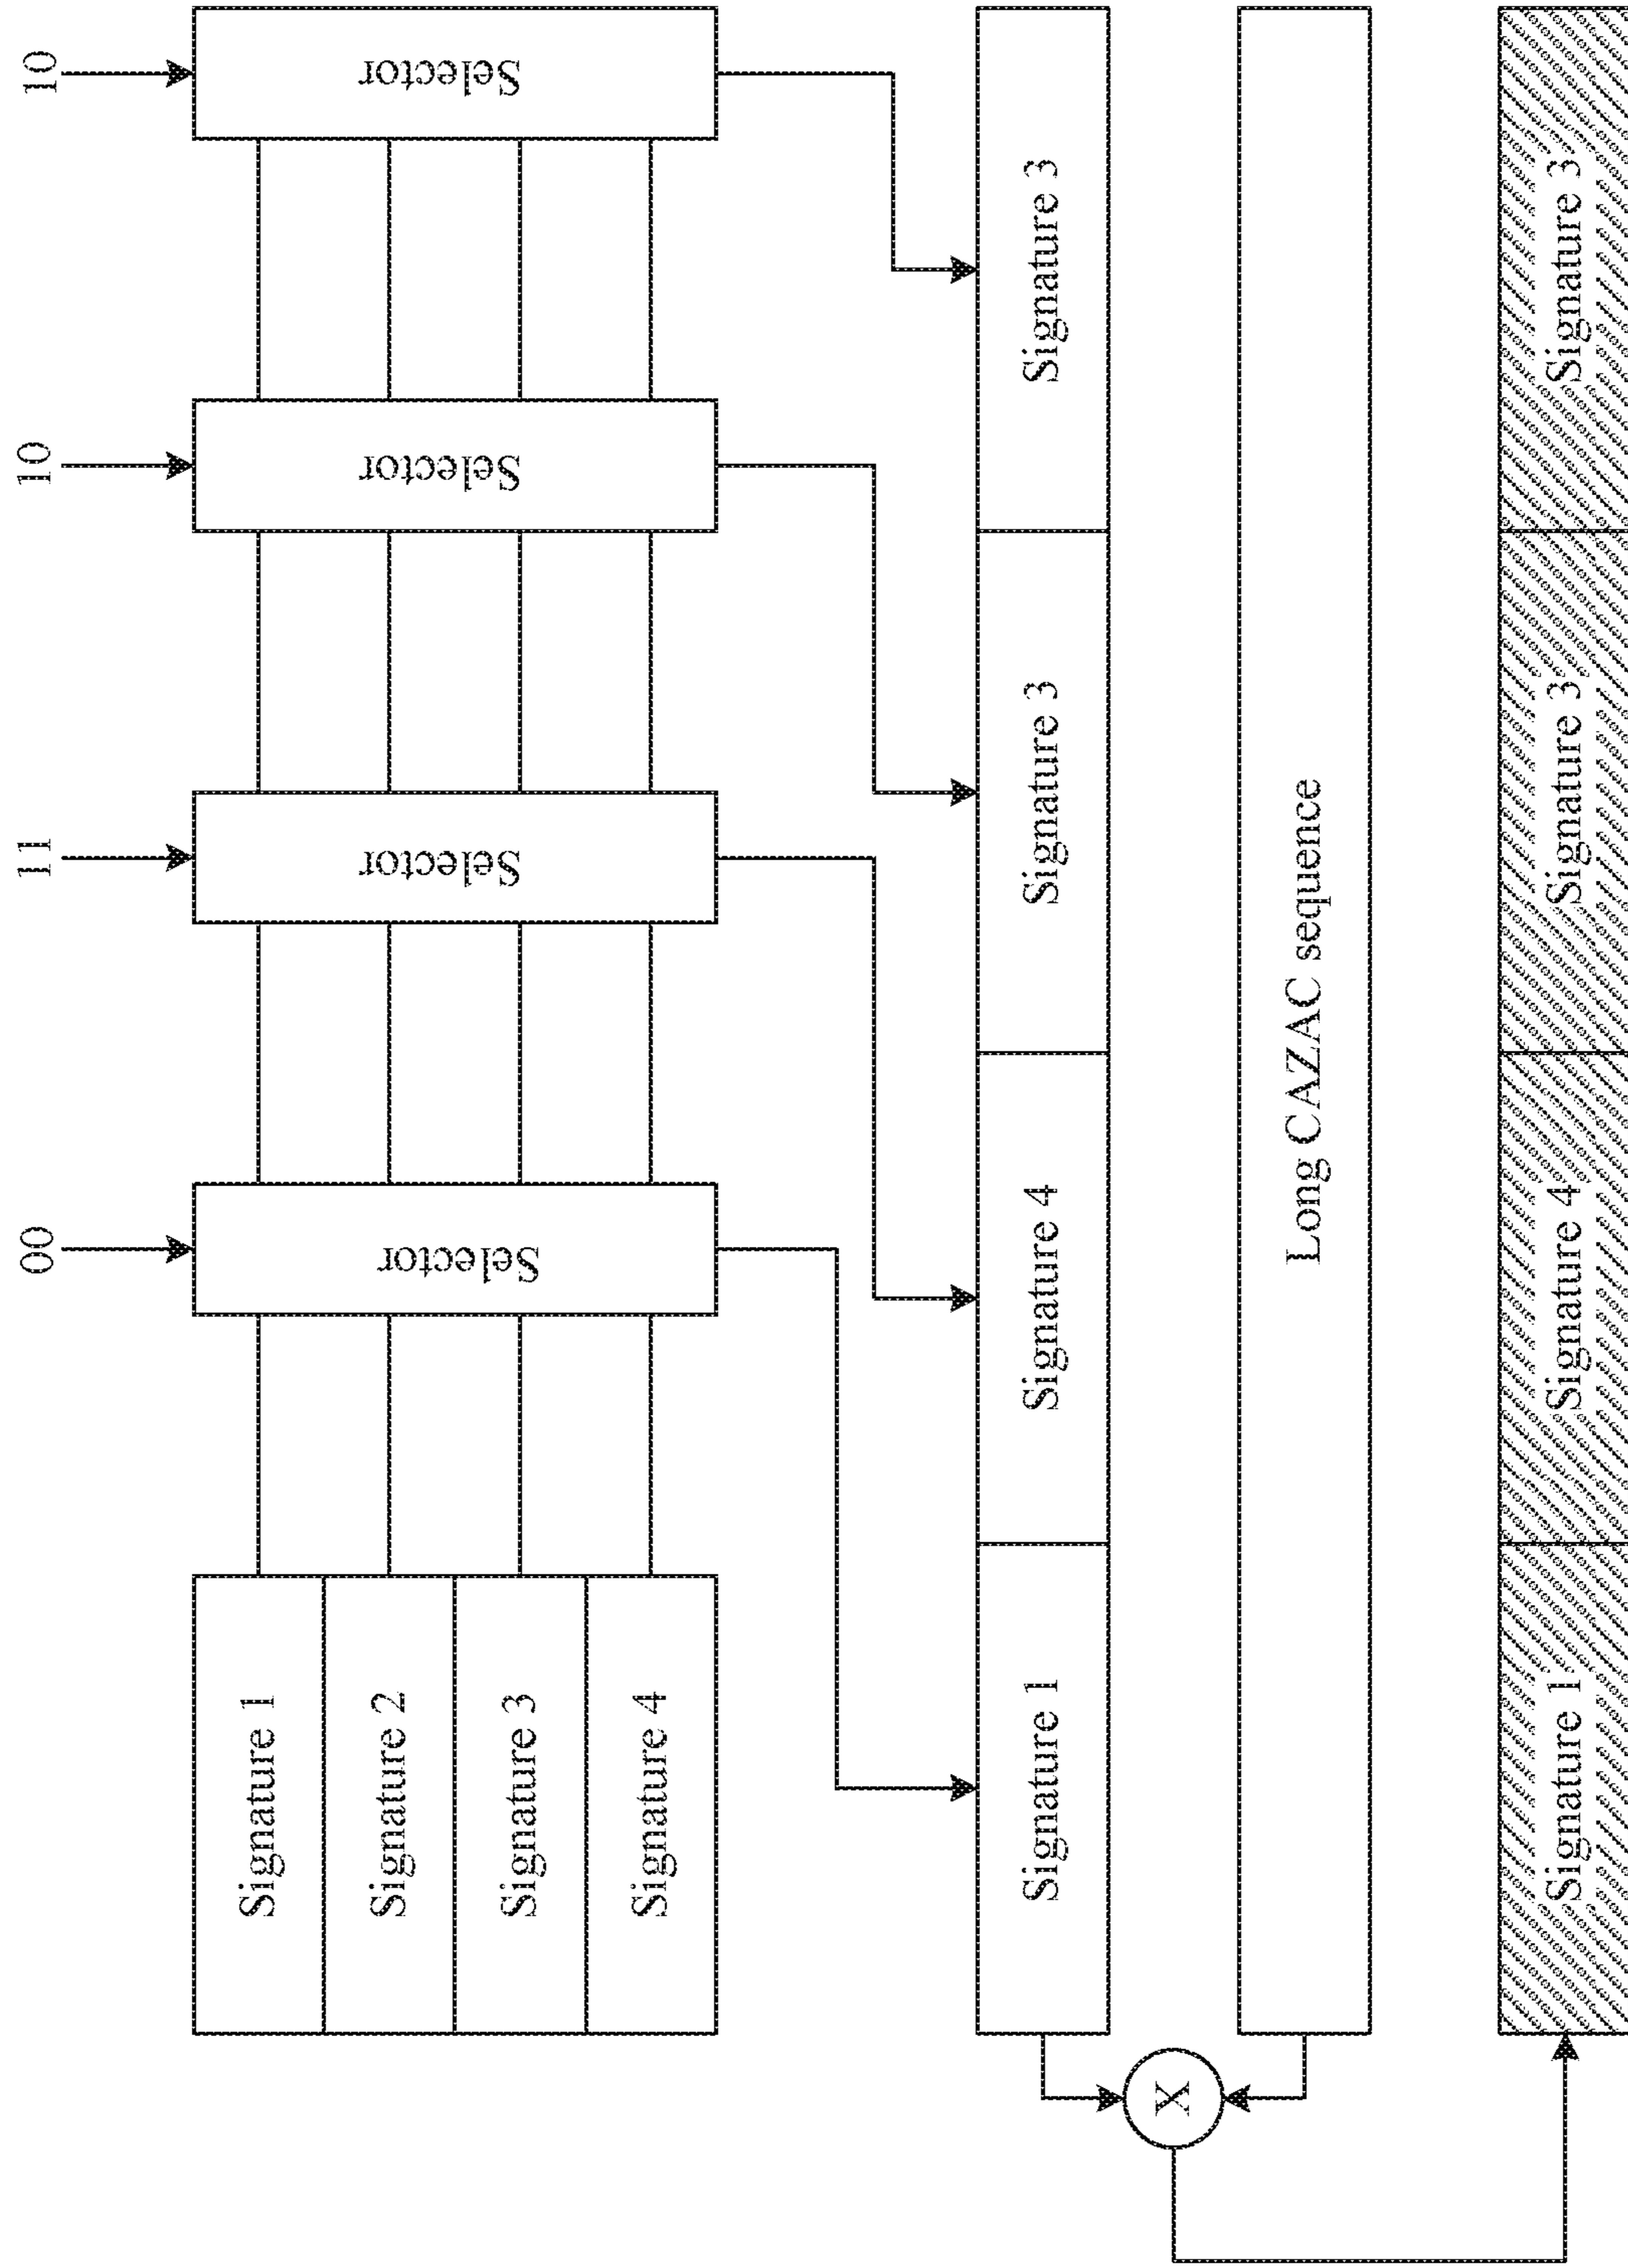 00
11
10
10
Signature 1
Signature 2
Signature 3
Signature 4
Selector
Selector
Selector
Selector
Signature 1
Signature 4
Signature 3
Signature 3
X
Long CAZAC sequence
Signature 1
Signature 4
Signature 3
Signature 3